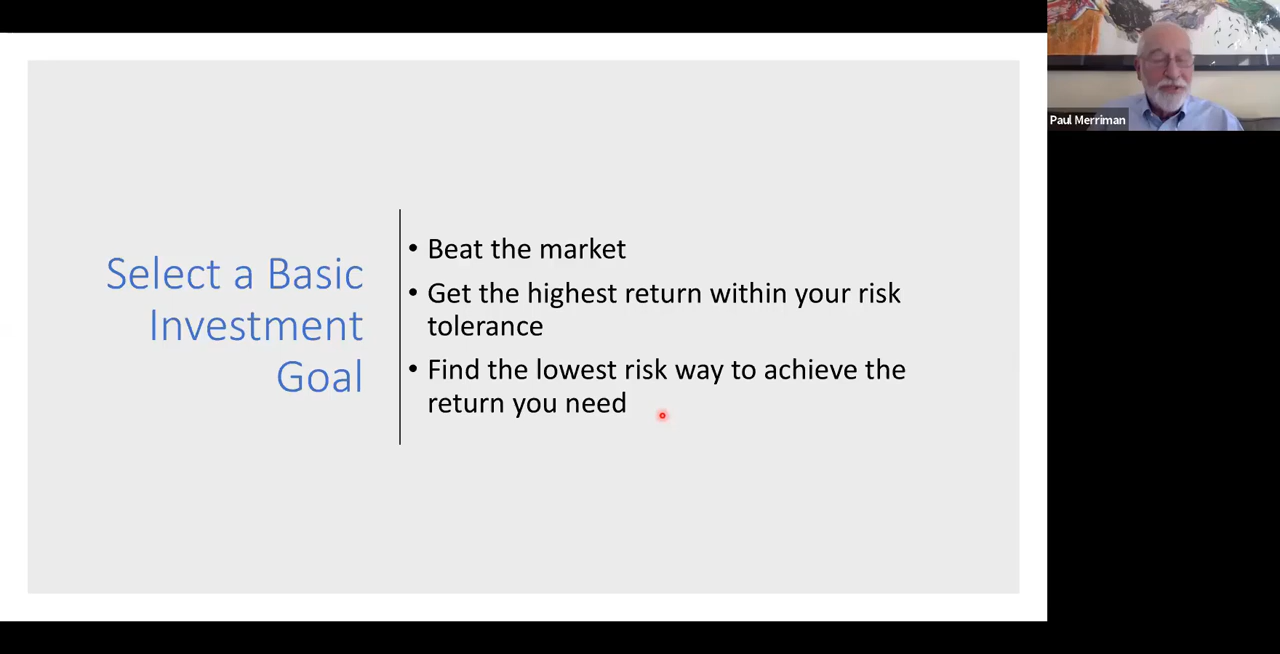 Select a Basic
Investment
Goal
• Beat the market
• Get the highest return within your risk
tolerance
• Find the lowest risk way to achieve the
return you need
Paul Merriman